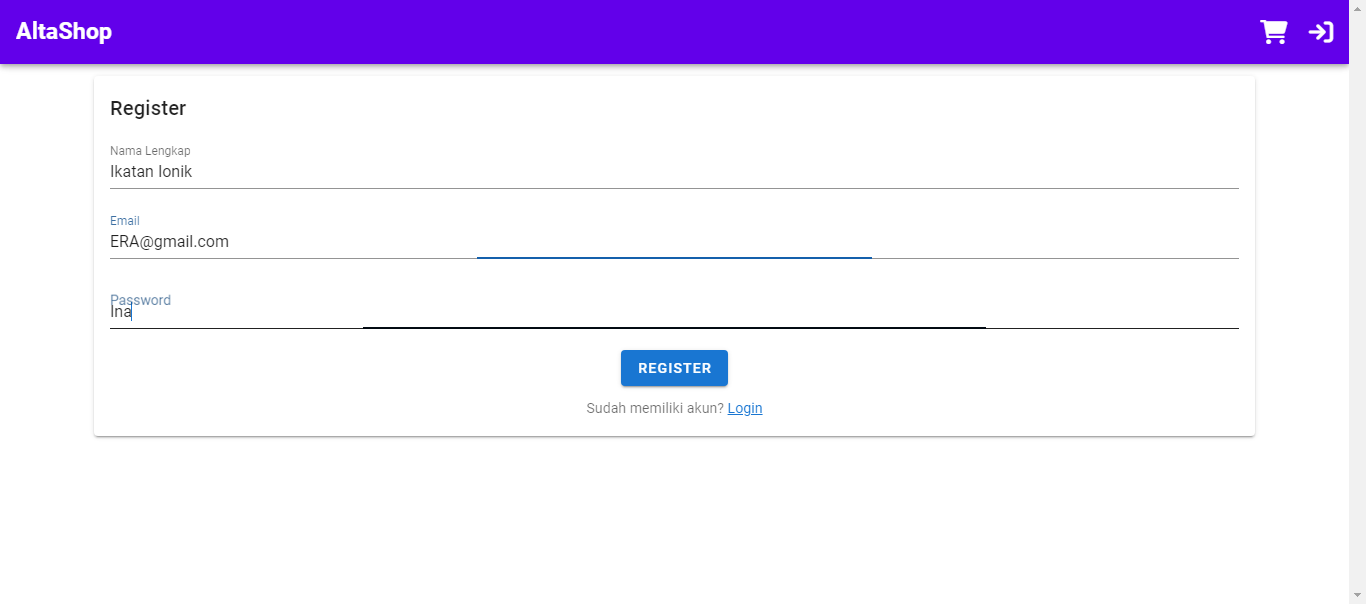 AltaShop
Register
Nama Lengkap
Ikatan Ionik
Email
ERA@gmail.com
Password
Ina
REGISTER
Sudah memiliki akun? Login